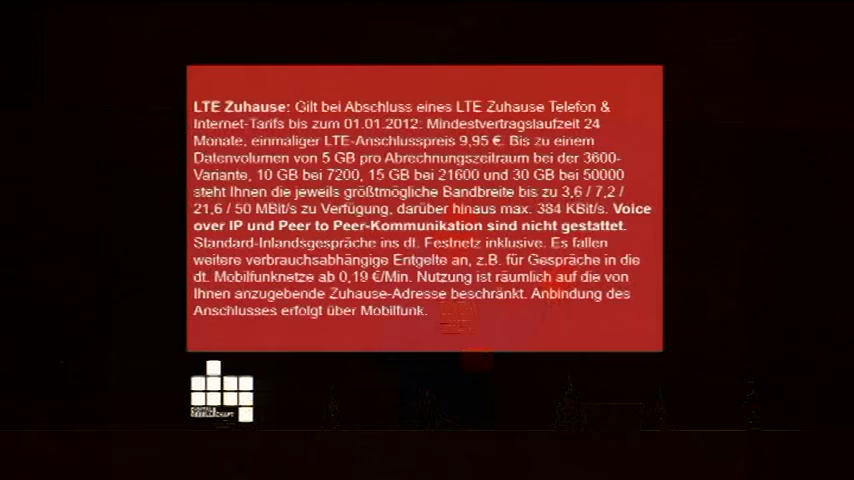 LTE Zuhause: Gilt bei Abschluss eines LTE Zuhause Telefon &
Internet-Tarifs bis zum 01.01.2012: Mindestvertragslaufzeit 24
Monate, einmaliger LTE-Anschlusspreis 9,95 €. Bis zu einem
Datenvolumen von 5 GB pro Abrechnungszeitraum bei der 3600-
Variante, 10 GB bei 7200, 15 GB bei 21600 und 30 GB bei 50000
steht Ihnen die jeweils größtmögliche Bandbreite bis zu 3,6 / 7,2 /
21,6 / 50 MBit/s zu Verfügung, darüber hinaus max. 384 KBit/s. Voice
over IP und Peer to Peer-Kommunikation sind nicht gestattet.
Standard-Inlandsgespräche ins dt. Festnetz inklusive. Es fallen
weitere verbrauchsabhängige Entgelte an, z.B. für Gespräche in die
dt. Mobilfunknetze ab 0,19 €/Min. Nutzung ist räumlich auf die von
Ihnen anzugebende Zuhause-Adresse beschränkt. Anbindung des
Anschlusses erfolgt über Mobilfunk.
DIGITALE
GESELLSCHAFT